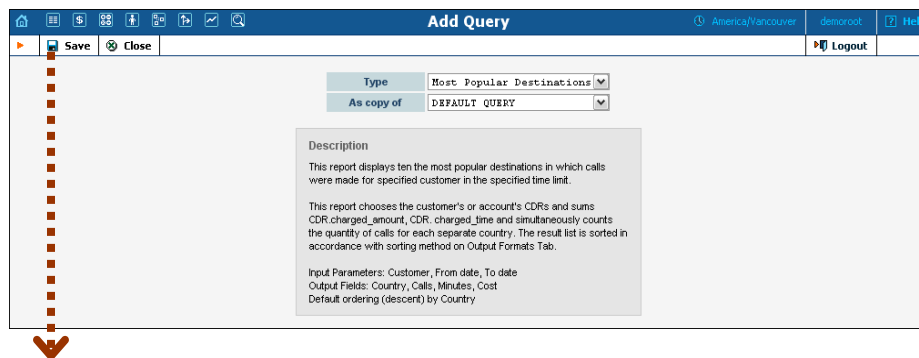 Add Query
America/Vancouver
demoroot
? Hel
Save
Close
Logout
Type
Most Popular Destinations
As copy of
DEFAULT QUERY
Description
This report displays ten the most popular destinations in which calls
were made for specified customer in the specified time limit.
This report chooses the customer's or account's CDRs and sums
CDR.charged_amount, CDR. charged_time and simultaneously counts
the quantity of calls for each separate country. The result list is sorted in
accordance with sorting method on Output Formats Tab.
Input Parameters: Customer, From date, To date
Output Fields: Country, Calls, Minutes, Cost
Default ordering (descent) by Country